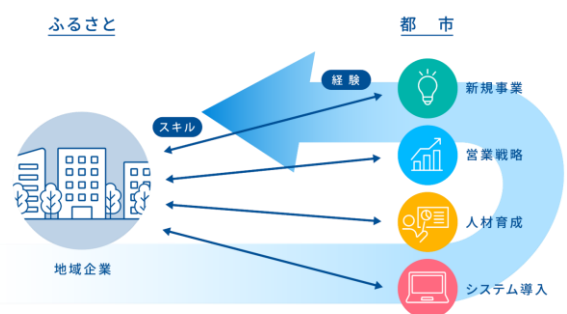 ふるさと
都 市
経 験
スキル
新規事業
営業戦略
人材育成
システム導入
地域企業